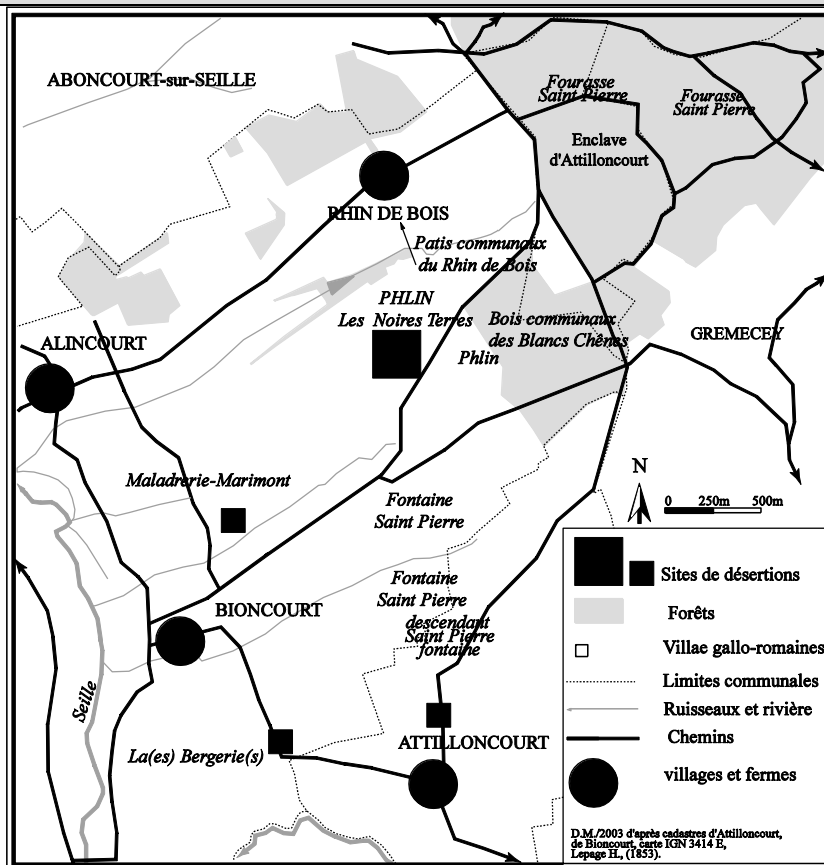 ABONCOURT-sur-SEILLE
Fourasse
Saint Pierre
Fourasse
Saint Pierre
Enclave
d'Attilloncourt
RHIN DE BOIS
Patis communaux
du Rhin de Bois
PHLIN
Les Noires Terres
Bois communaux
des Blancs Chênes
Phlin
GREMECEY
ALINCOURT
Maladrerie-Marimont
Fontaine
Saint Pierre
N
0 250m 500m
Fontaine
Saint Pierre
descendant
Saint Pierre
fontaine
BIONCOURT
Seille
La(es) Bergerie(s)
ATTILLONCOURT
Sites de désertions
Forêts
Villae gallo-romaines
Limites communales
Ruisseaux et rivière
Chemins
villages et fermes
D.M./2003 d'après cadastres d'Attilloncourt,
de Bioncourt, carte IGN 3414 E,
Lepage H., (1853).